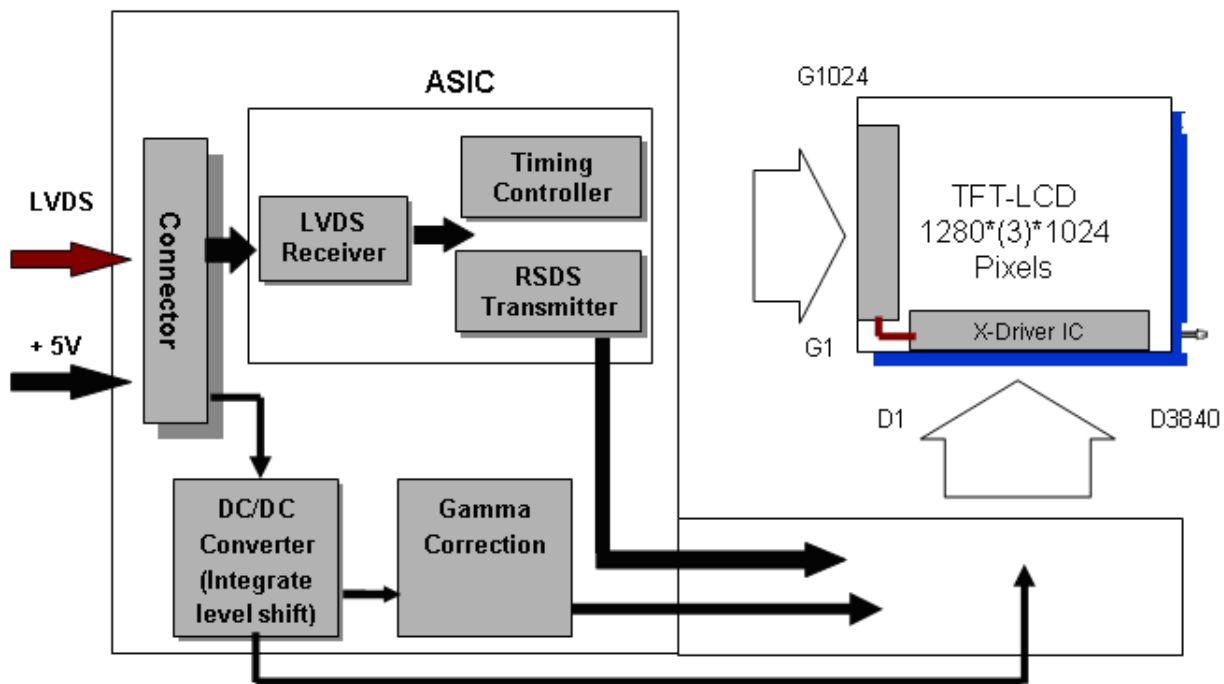 ASIC
LVDS
+ 5V
Connector
LVDS
Receiver
Timing
Controller
RSDS
Transmitter
DC/DC
Converter
(Integrate
level shift)
Gamma
Correction
G1024
TFT-LCD
1280*(3)*1024
Pixels
X-Driver IC
G1
D1
D3840